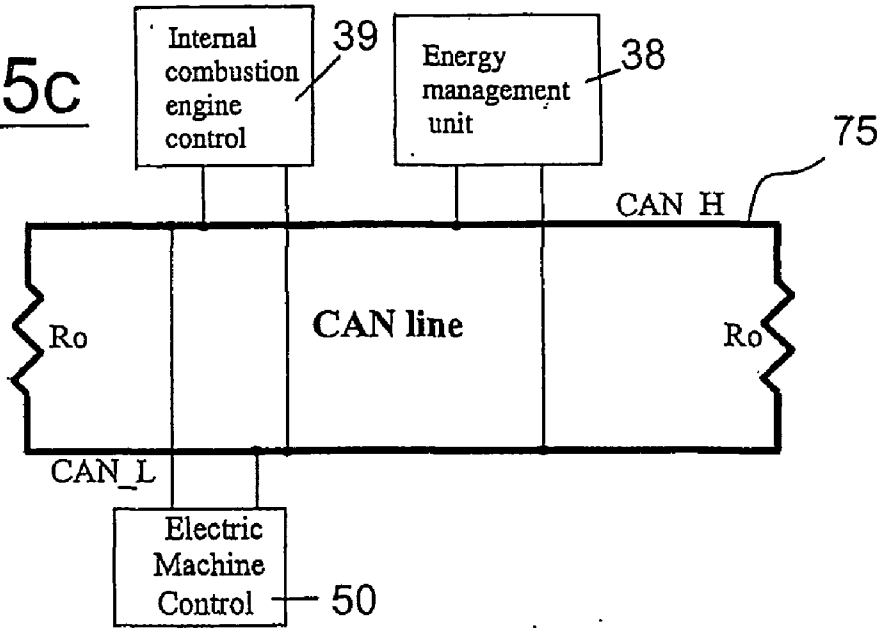 5c
Internal
combustion
engine
control
39
Energy
management
unit
38
75
CAN_H
Ro
CAN line
Ro
CAN_L
Electric
Machine
Control
50